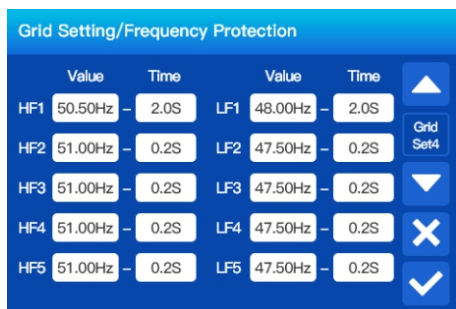 Grid Setting/Frequency Protection
Value Time Value Time
HF1 50.50Hz - 2.0S LF1 48.00Hz - 2.0S
Grid
Set4
HF2 51.00Hz - 0.2S LF2 47.50Hz - 0.2S
HF3 51.00Hz - 0.2S LF3 47.50Hz - 0.2S
HF4 51.00Hz - 0.2S LF4 47.50Hz - 0.2S
HF5 51.00Hz - 0.2S LF5 47.50Hz - 0.2S